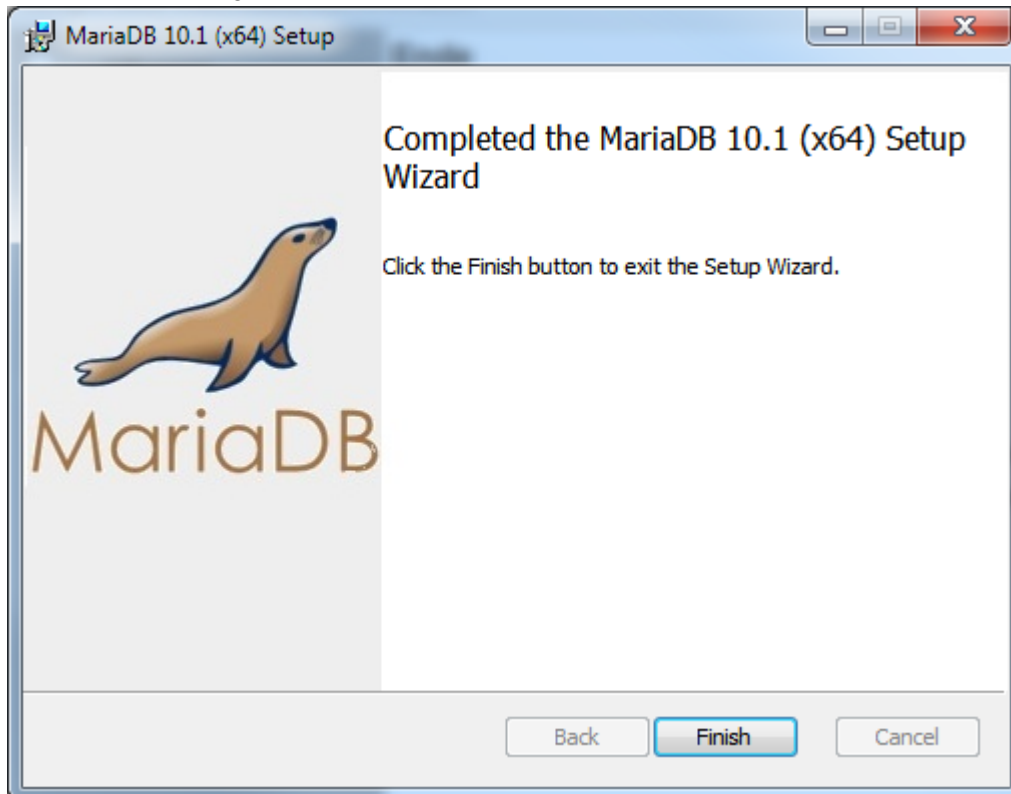 MariaDB 10.1 (x64) Setup
Completed the MariaDB 10.1 (x64) Setup
Wizard
Click the Finish button to exit the Setup Wizard.
MariaDB
Back
Finish
Cancel